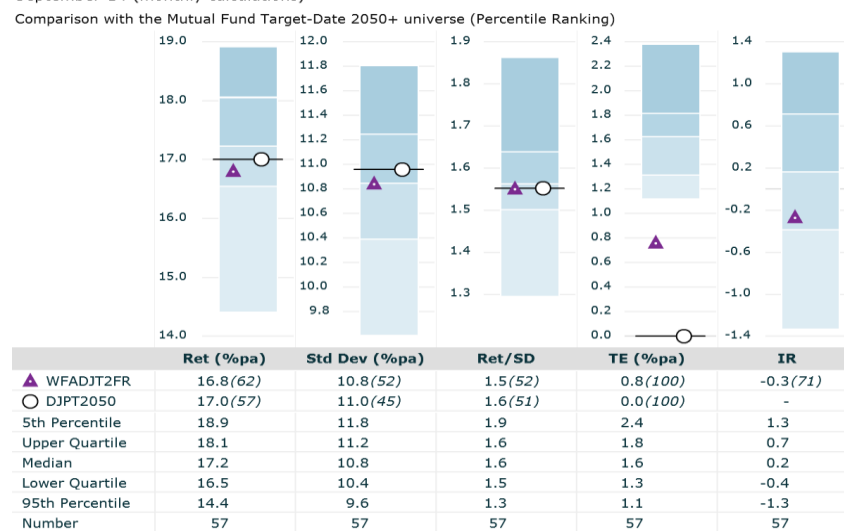 Comparison with the Mutual Fund Target-Date 2050+ universe (Percentile Ranking)
19.0 12.0 1.9 2.4 1.4
11.8 2.2
18.0 11.6 1.8 2.0 1.0
11.4 1.8
11.2 1.7 1.6 0.6
17.0 11.0 1.4 0.2
10.8 1.6 1.2
16.0 10.6 1.5 1.0 -0.2
10.4 0.8
10.2 1.4 0.6 -0.6
15.0 10.0 1.3 0.4 -1.0
9.8 0.2
14.0 0.0 -1.4
Ret (%pa) Std Dev (%pa) Ret/SD TE (%pa) IR
WFADJT2FR 16.8(62) 10.8(52) 1.5(52) 0.8(100) -0.3(71)
DJPT2050 17.0(57) 11.0(45) 1.6(51) 0.0(100) -
5th Percentile 18.9 11.8 1.9 2.4 1.3
Upper Quartile 18.1 11.2 1.6 1.8 0.7
Median 17.2 10.8 1.6 1.6 0.2
Lower Quartile 16.5 10.4 1.5 1.3 -0.4
95th Percentile 14.4 9.6 1.3 1.1 -1.3
Number 57 57 57 57 57